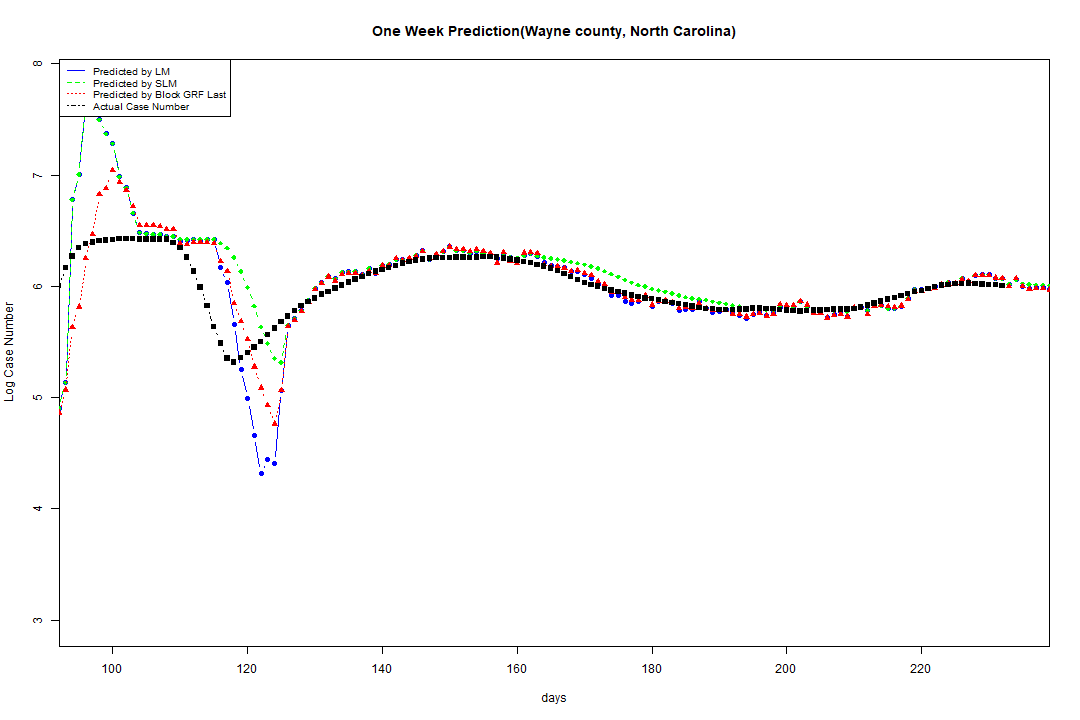 One Week Prediction(Wayne county, North Carolina)
8
7
6
5
4
3
Log Case Number
Predicted by LM
Predicted by SLM
Predicted by Block GRF Last
Actual Case Number
100 120 140 160 180 200 220
days